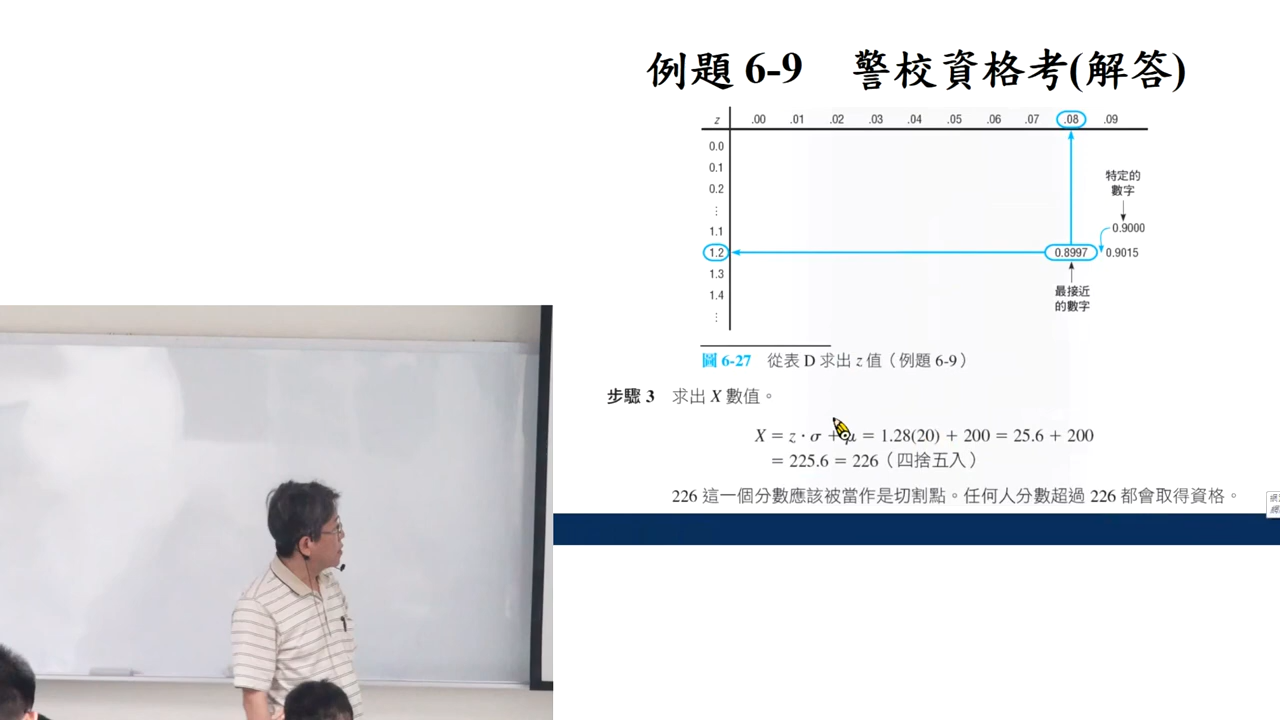 例題 6-9 警校資格考(解答)
z .00 .01 .02 .03 .04 .05 .06 .07 .08 .09
0.0
0.1
0.2
⋮
1.1
1.2
1.3
1.4
⋮
特定的
數字
0.9000
0.8997 0.9015
最接近
的數字
圖 6-27 從表 D 求出 z 值（例題 6-9）
步驟 3 求出 X 數值。
X = z · σ + μ = 1.28(20) + 200 = 25.6 + 200
= 225.6 = 226（四捨五入）
226 這一個分數應該被當作是切割點。任何人分數超過 226 都會取得資格。